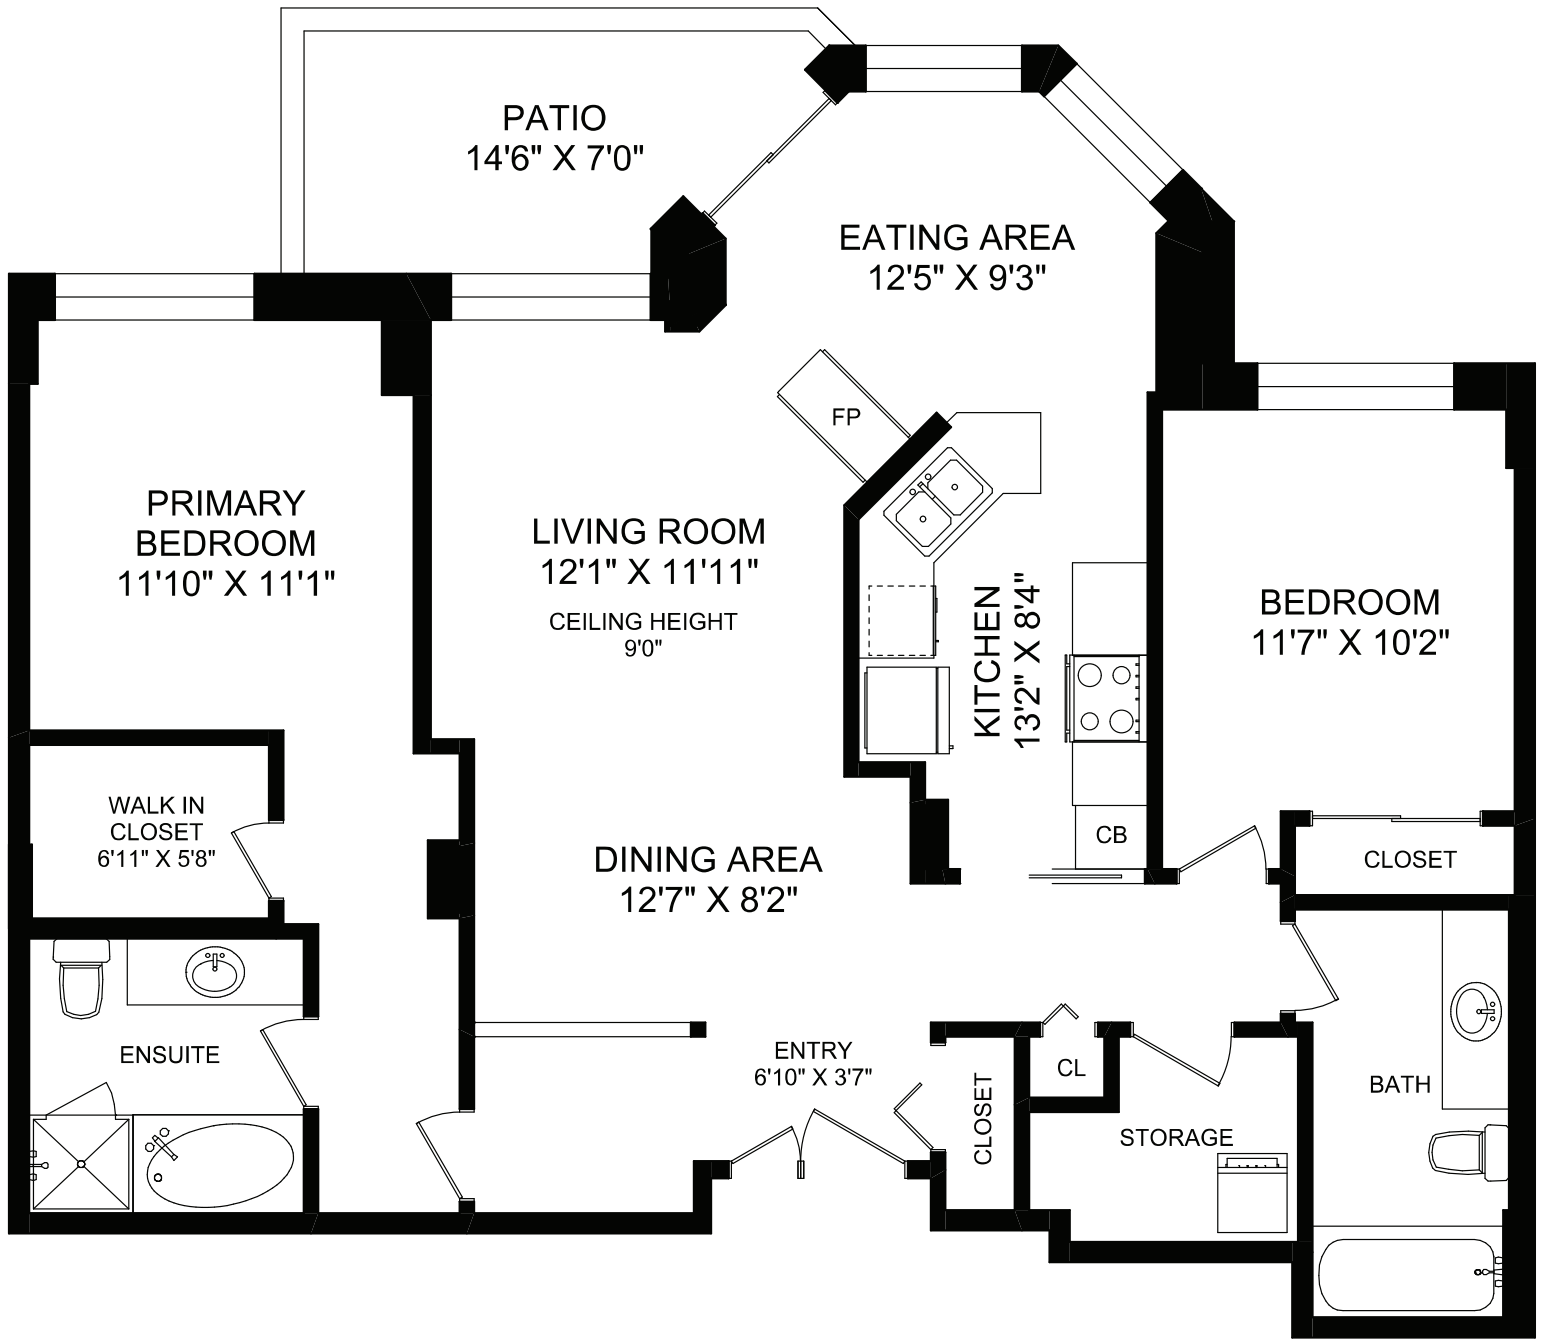 PATIO
14'6" X 7'0"
EATING AREA
12'5" X 9'3"
FP
PRIMARY
BEDROOM
11'10" X 11'1"
LIVING ROOM
12'1" X 11'11"
CEILING HEIGHT
9'0"
KITCHEN
13'2" X 8'4"
BEDROOM
11'7" X 10'2"
WALK IN
CLOSET
6'11" X 5'8"
DINING AREA
12'7" X 8'2"
CB
CLOSET
ENSUITE
ENTRY
6'10" X 3'7"
CLOSET
CL
STORAGE
BATH